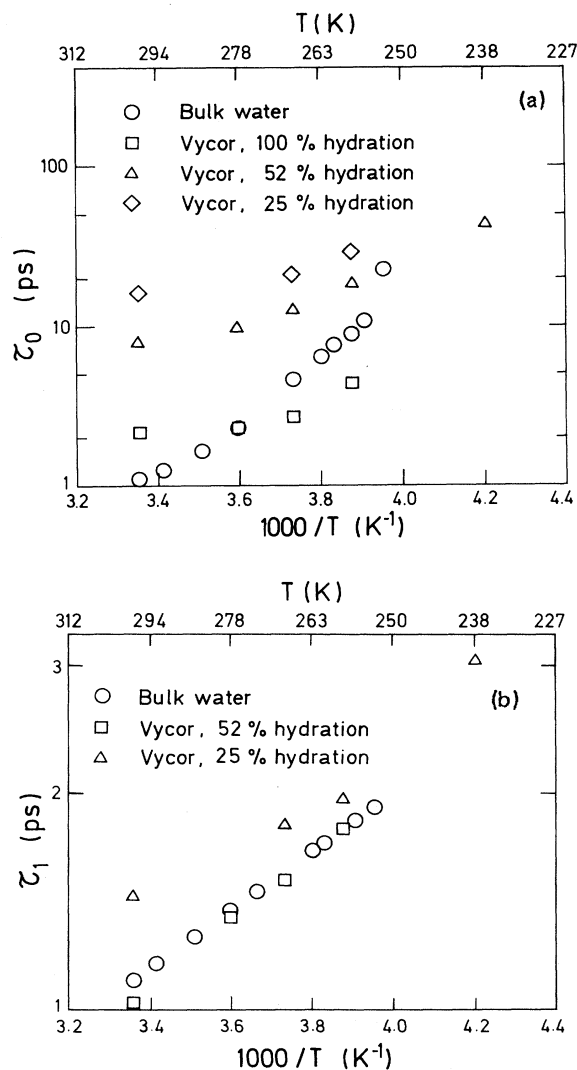 T(K)
312 294 278 263 250 238 227
(a)
Bulk water
Vycor, 100 % hydration
Vycor, 52 % hydration
Vycor, 25 % hydration
100
10
1
τ0 (ps)
3.2 3.4 3.6 3.8 4.0 4.2 4.4
1000/T (K-1)
T(K)
312 294 278 263 250 238 227
3
(b)
Bulk water
Vycor, 52 % hydration
Vycor, 25 % hydration
2
τ1 (ps)
1
3.2 3.4 3.6 3.8 4.0 4.2 4.4
1000/T (K-1)